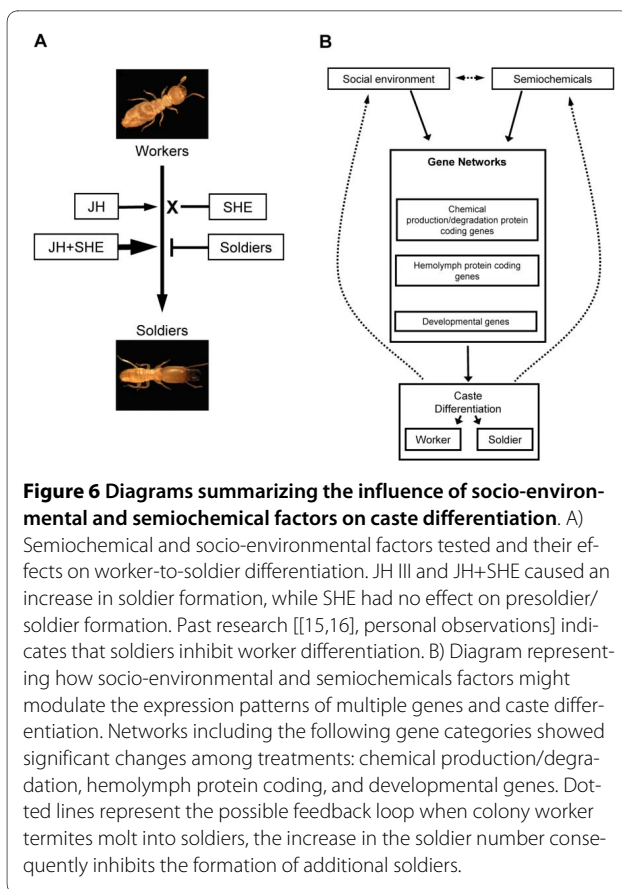 A
Workers
JH
X
SHE
JH+SHE
Soldiers
Soldiers
B
Social environment
Semiochemicals
Gene Networks
Chemical
production/degradation protein
coding genes
Hemolymph protein coding
genes
Developmental genes
Caste
Differentiation
Worker
Soldier
Figure 6 Diagrams summarizing the influence of socio-environ-
mental and semiochemical factors on caste differentiation. A)
Semiochemical and socio-environmental factors tested and their ef-
fects on worker-to-soldier differentiation. JH III and JH+SHE caused an
increase in soldier formation, while SHE had no effect on presoldier/
soldier formation. Past research [[15,16], personal observations] indi-
cates that soldiers inhibit worker differentiation. B) Diagram represent-
ing how socio-environmental and semiochemicals factors might
modulate the expression patterns of multiple genes and caste differ-
entiation. Networks including the following gene categories showed
significant changes among treatments: chemical production/degra-
dation, hemolymph protein coding, and developmental genes. Dot-
ted lines represent the possible feedback loop when colony worker
termites molt into soldiers, the increase in the soldier number conse-
quently inhibits the formation of additional soldiers.